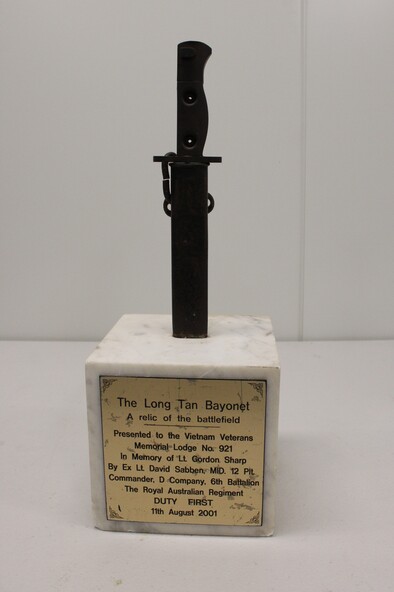 The Long Tan Bayonet
A relic of the battlefield
Presented to the Vietnam Veterans
Memorial Lodge No. 921
In Memory of Lt. Gordon Sharp
By Ex Lt. David Sabben, MID. 12 Plt.
Commander, D Company, 6th Battalion
The Royal Australian Regiment
DUTY FIRST
11th August 2001